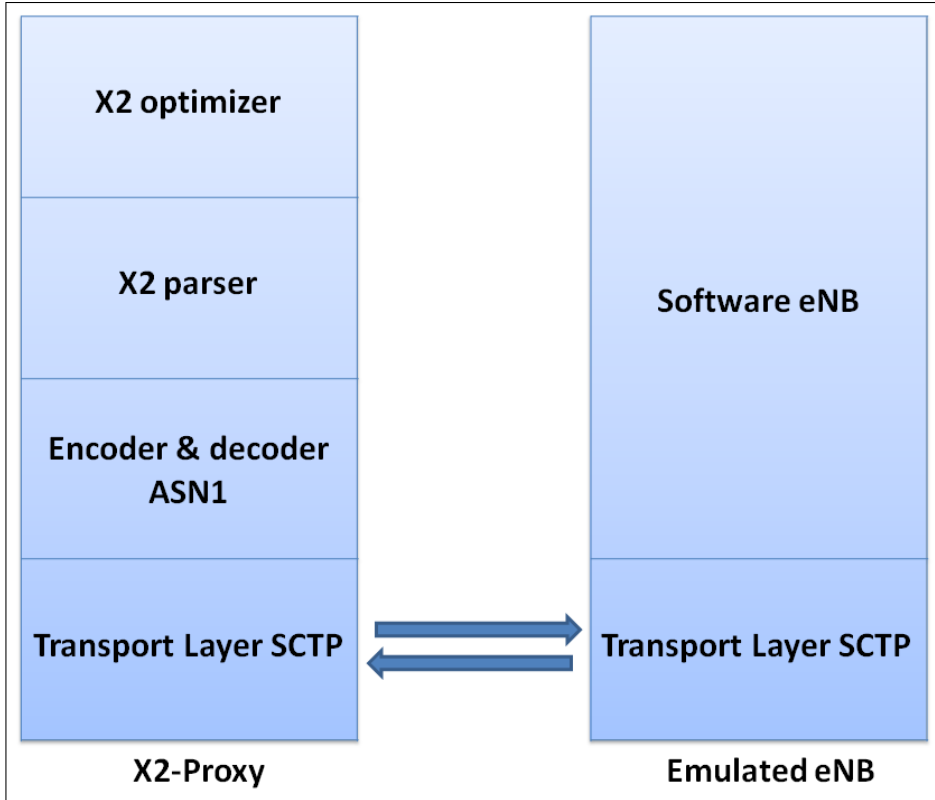 X2 optimizer
X2 parser
Encoder & decoder
ASN1
Transport Layer SCTP
X2-Proxy
Software eNB
Transport Layer SCTP
Emulated eNB